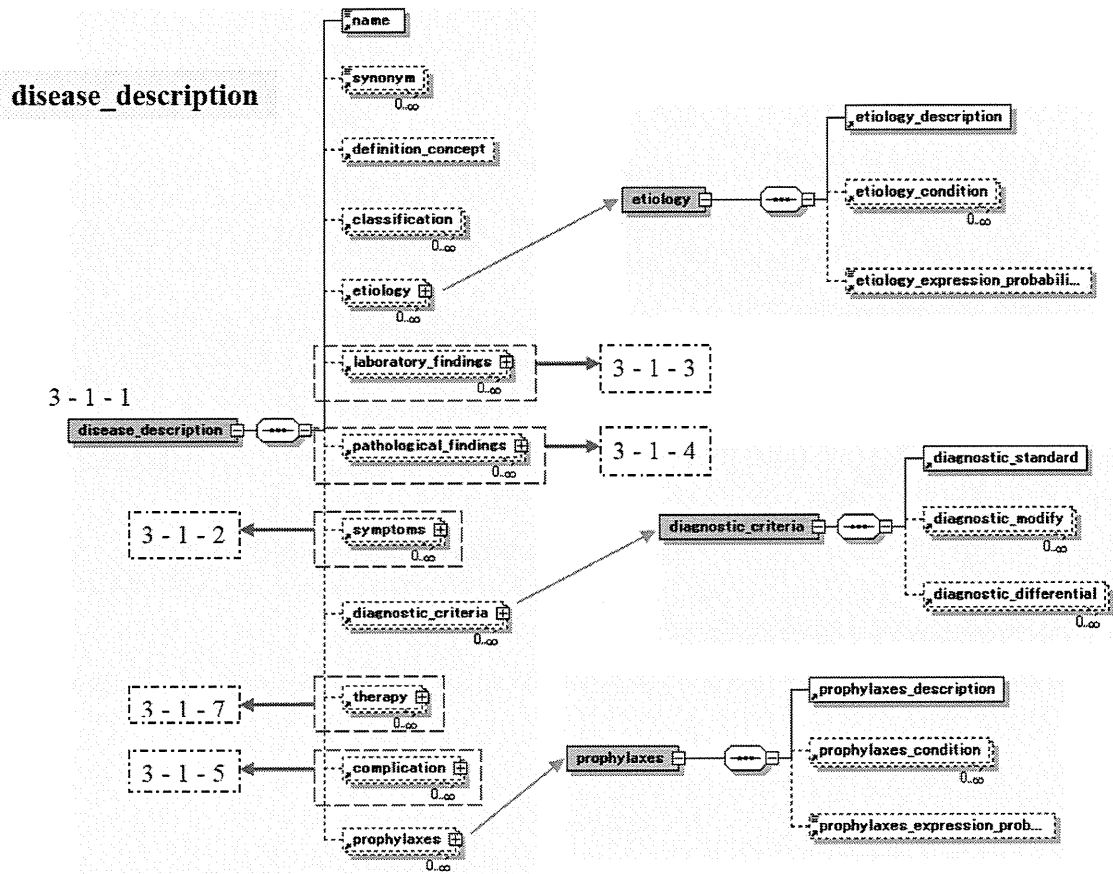 disease_description
name
synonym
0..∞
definition_concept
classification
0..∞
etiology
0..∞
laboratory_findings
0..∞
3 - 1 - 3
3 - 1 - 1
disease_description
pathological_findings
0..∞
3 - 1 - 4
3 - 1 - 2
symptoms
0..∞
diagnostic_criteria
0..∞
3 - 1 - 7
therapy
0..∞
3 - 1 - 5
complication
0..∞
prophylaxes
0..∞
etiology
etiology_description
etiology_condition
0..∞
etiology_expression_probabili...
diagnostic_criteria
diagnostic_standard
diagnostic_modify
0..∞
diagnostic_differential
0..∞
prophylaxes
prophylaxes_description
prophylaxes_condition
0..∞
prophylaxes_expression_prob...